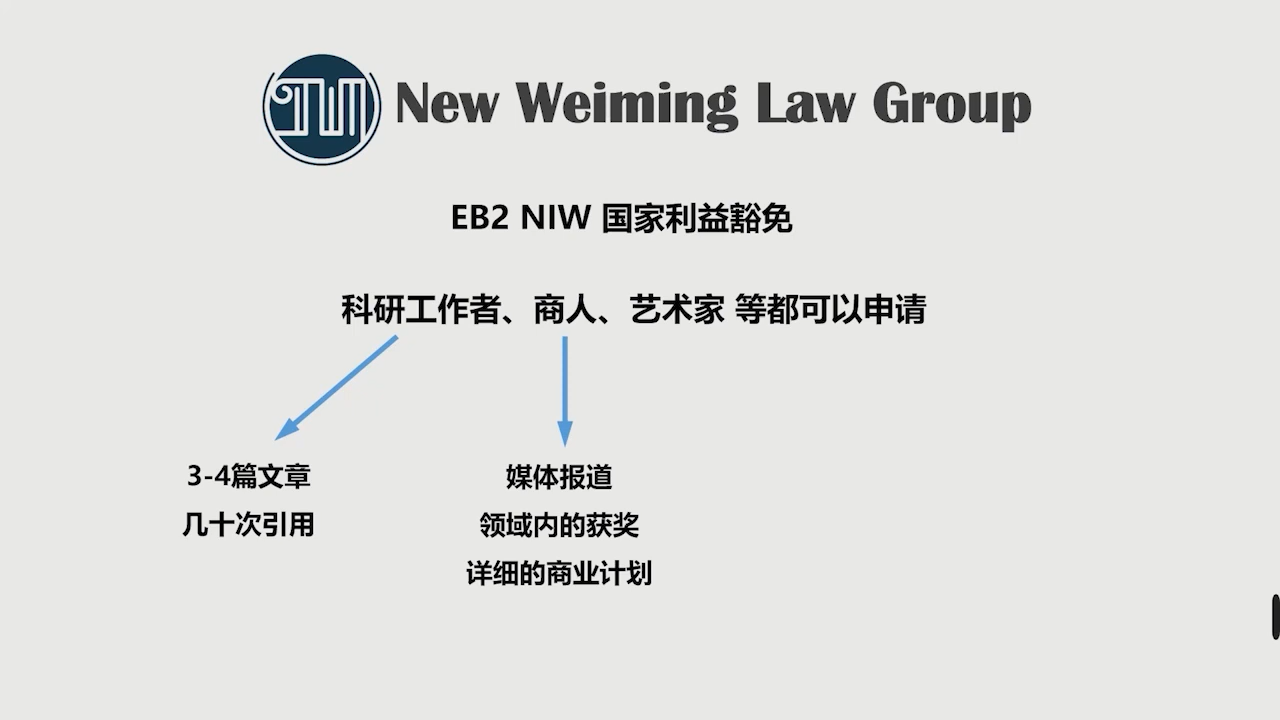 New Weiming Law Group
EB2 NIW 国家利益豁免
科研工作者、商人、艺术家 等都可以申请
3-4篇文章
几十次引用
媒体报道
领域内的获奖
详细的商业计划